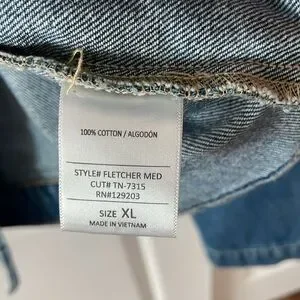 100% COTTON / ALGODÓN
STYLE# FLETCHER MED
CUT# TN-7315
RN#129203
SIZE XL
MADE IN VIETNAM